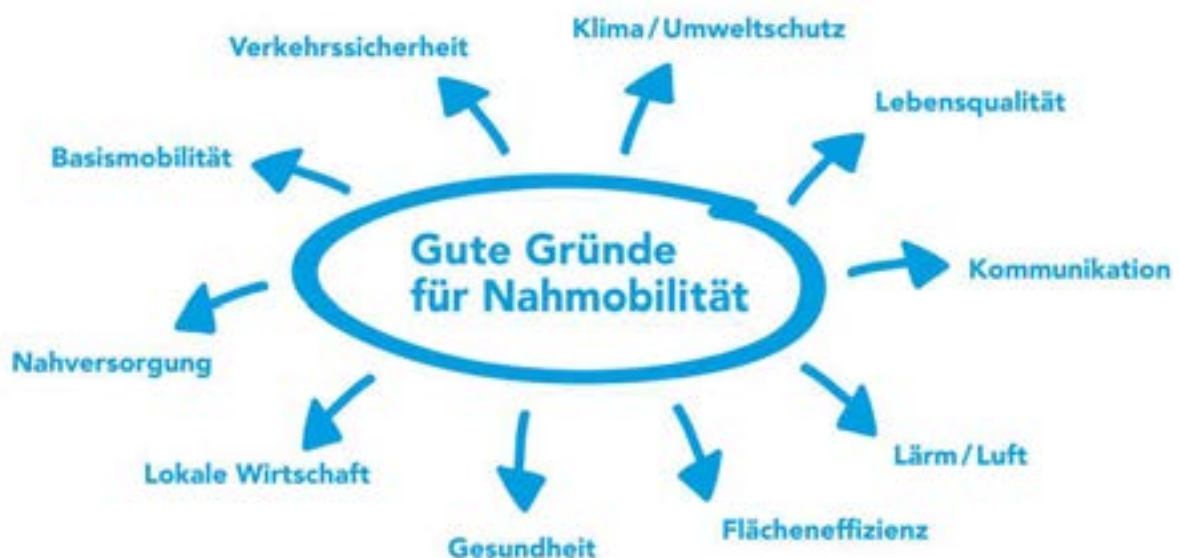 Klima / Umweltschutz
Verkehrssicherheit
Lebensqualität
Basismobilität
Gute Gründe
für Nahmobilität
Kommunikation
Nahversorgung
Lärm / Luft
Lokale Wirtschaft
Flächeneffizienz
Gesundheit